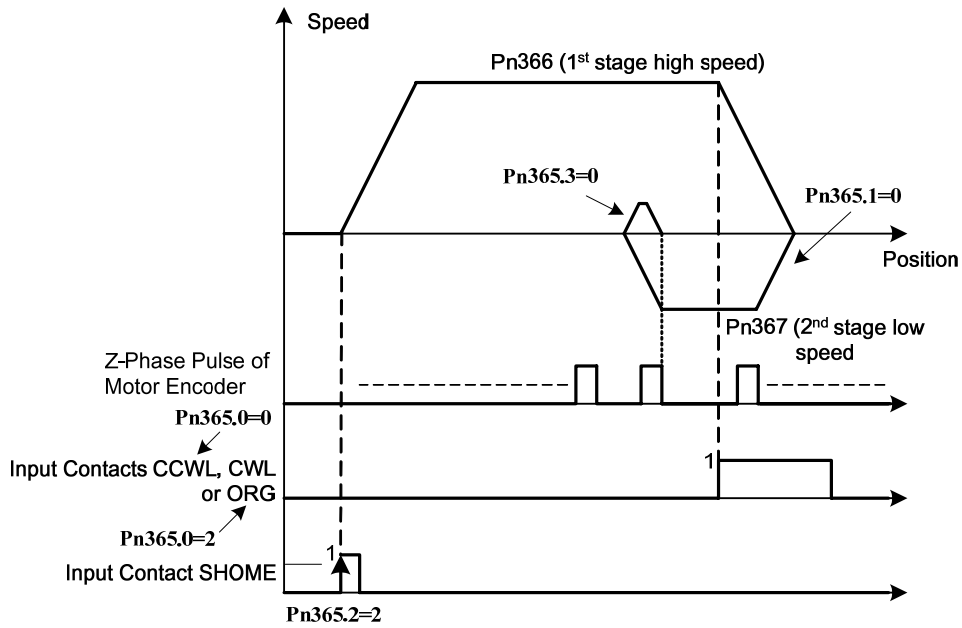 Speed
Pn366 (1st stage high speed)
Pn365.3=0
Pn365.1=0
Position
Pn367 (2nd stage low
speed
Z-Phase Pulse of
Motor Encoder
Pn365.0=0
Input Contacts CCWL, CWL
or ORG
1
Pn365.0=2
1
Input Contact SHOME
Pn365.2=2